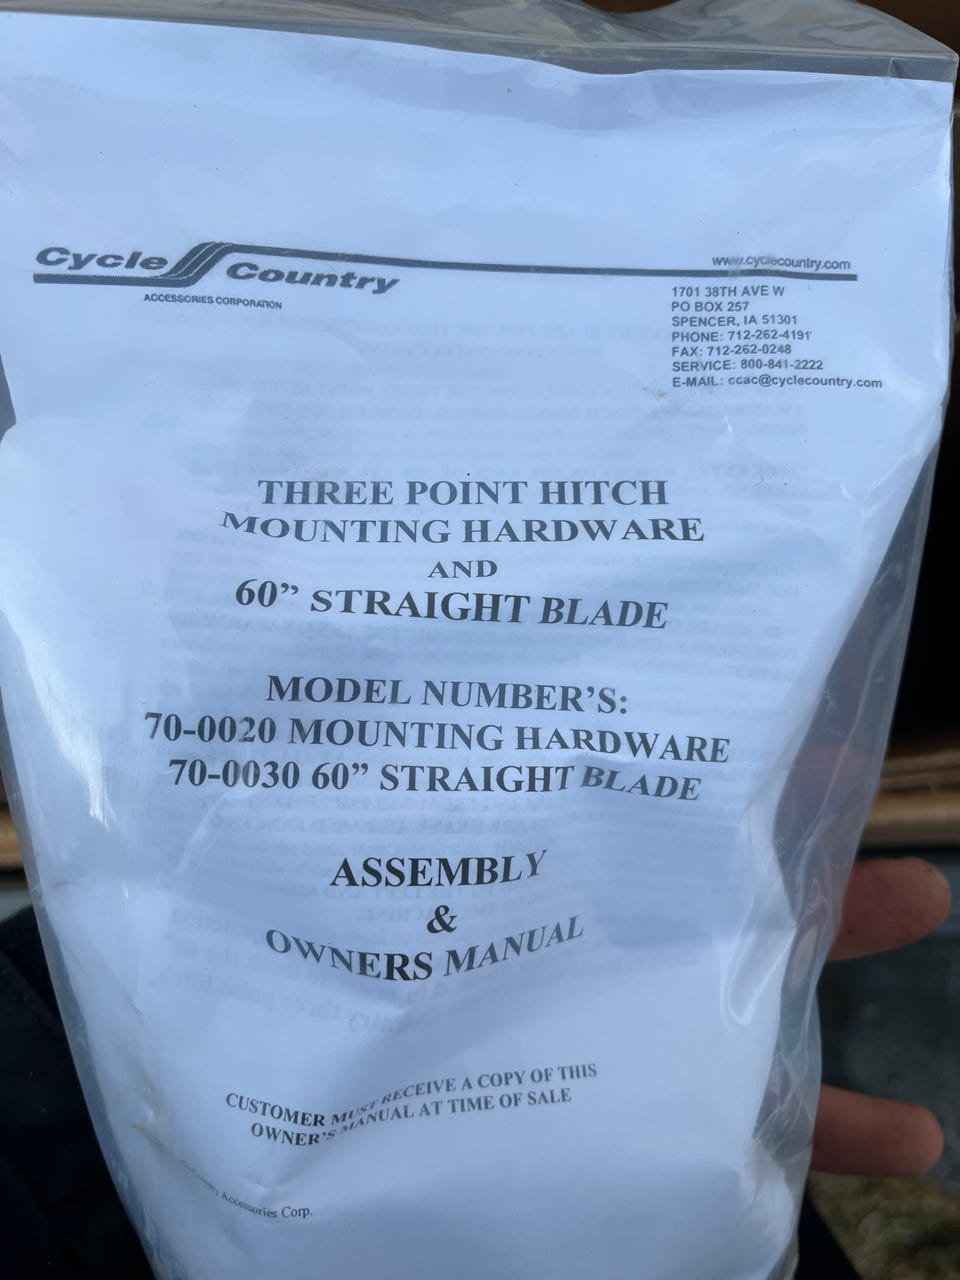 Cycle Country
ACCESSORIES CORPORATION
www.cyclecountry.com
1701 38TH AVE W
PO BOX 257
SPENCER, IA 51301
PHONE: 712-262-4191
FAX: 712-262-0248
SERVICE: 800-841-2222
E-MAIL: ccac@cyclecountry.com
THREE POINT HITCH
MOUNTING HARDWARE
AND
60” STRAIGHT BLADE
MODEL NUMBER’S:
70-0020 MOUNTING HARDWARE
70-0030 60” STRAIGHT BLADE
ASSEMBLY
&
OWNERS MANUAL
CUSTOMER MUST RECEIVE A COPY OF THIS
OWNER’S MANUAL AT TIME OF SALE
Accessories Corp.